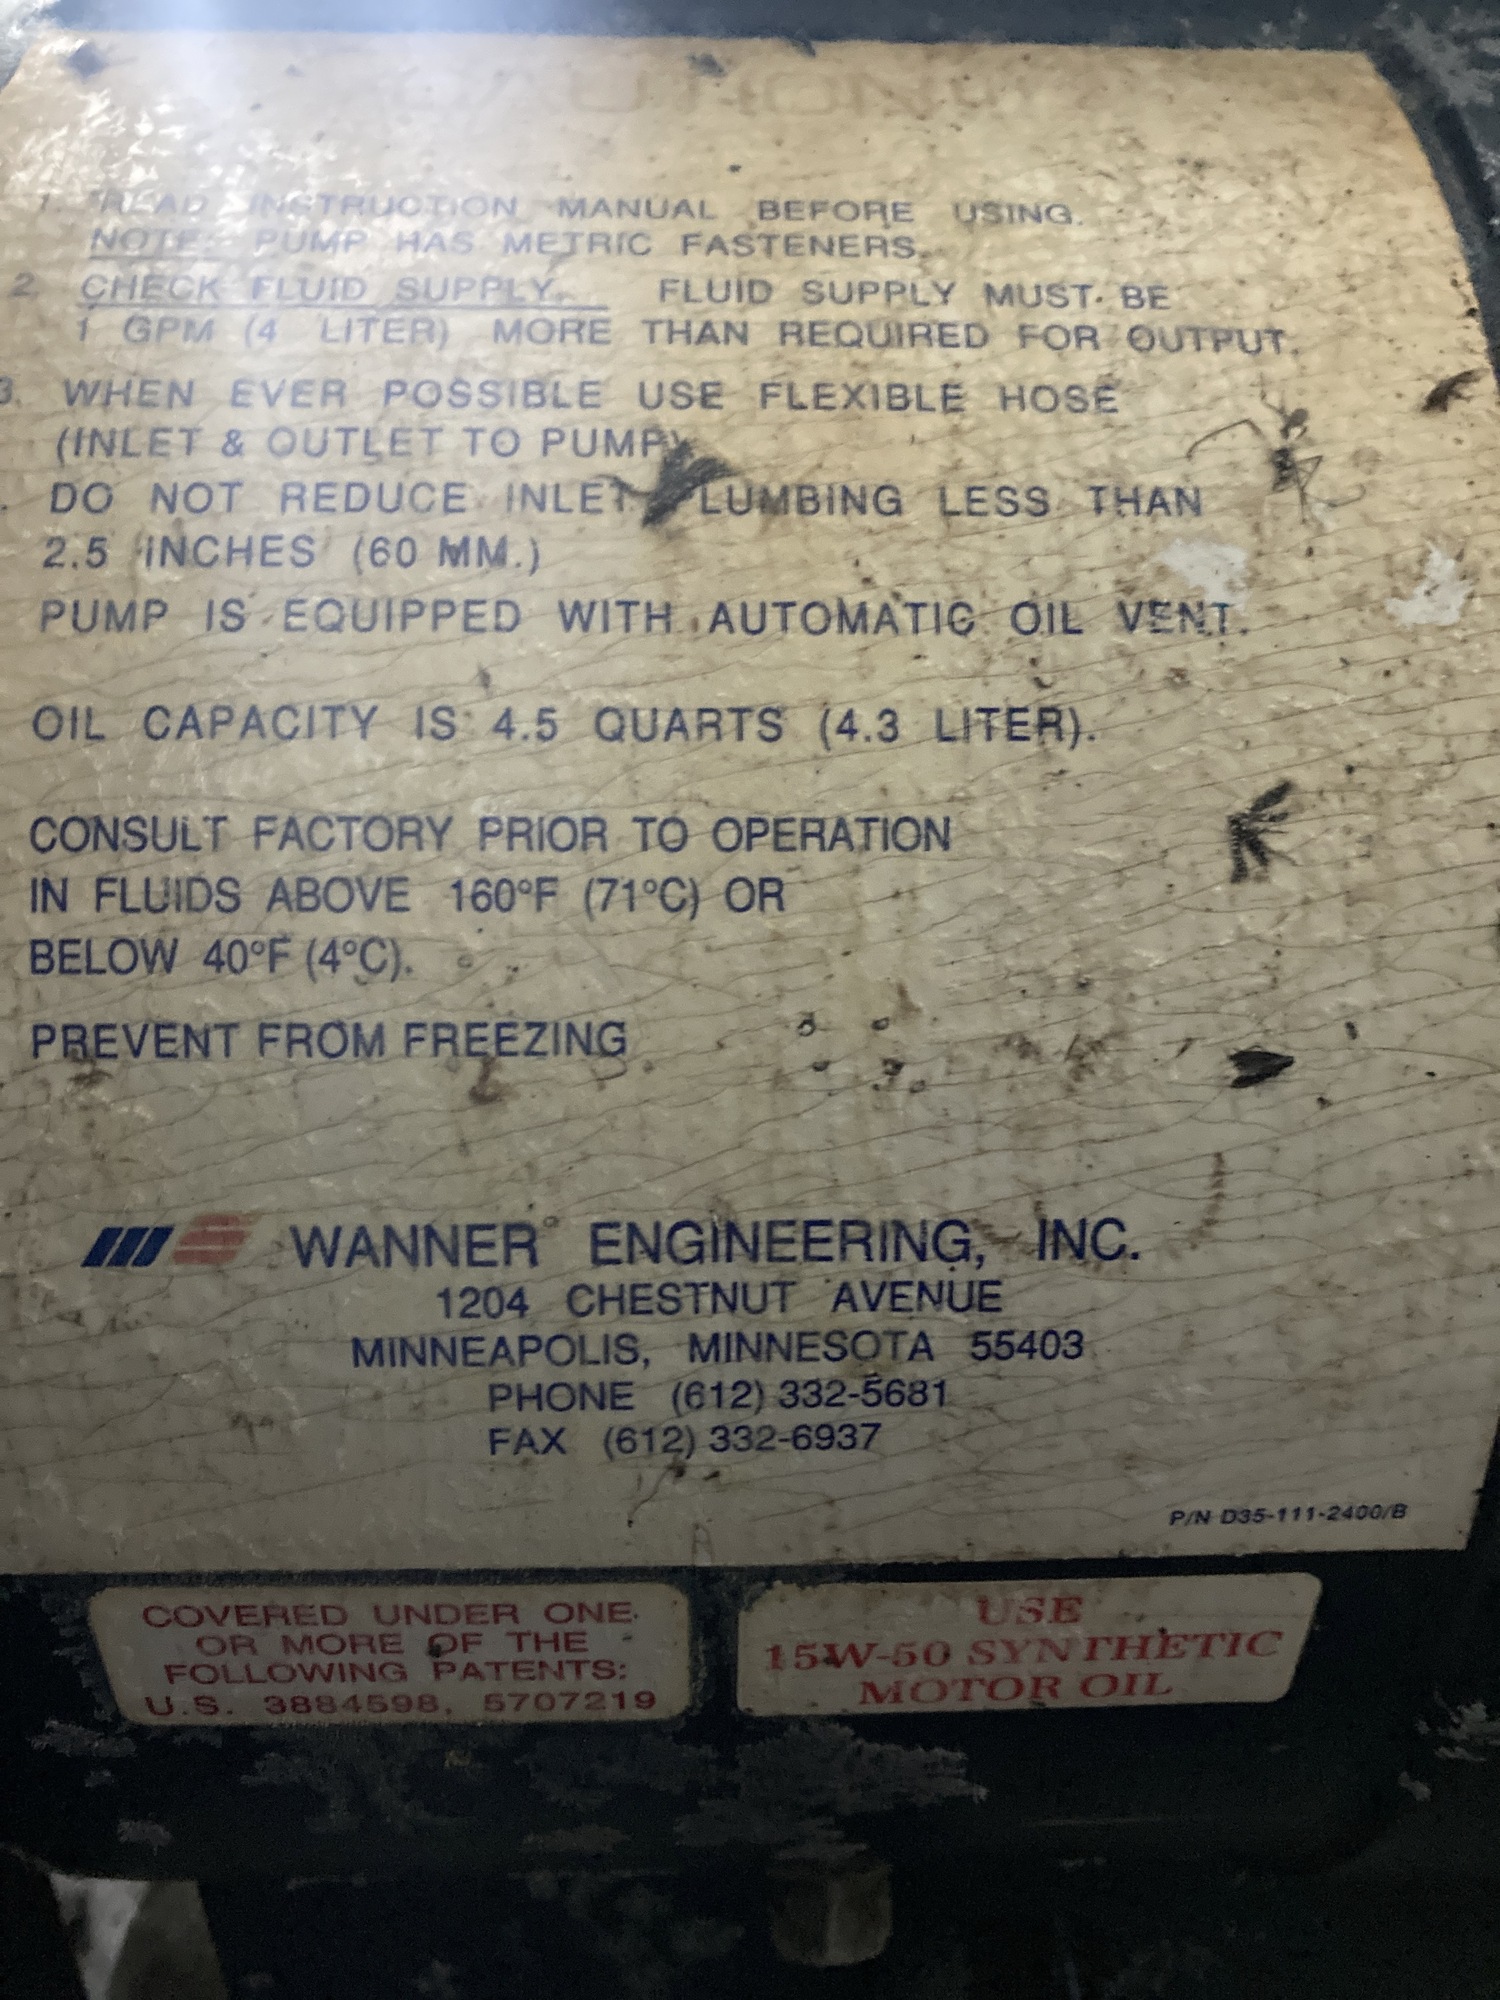 CAUTION
1. READ INSTRUCTION MANUAL BEFORE USING.
NOTE: PUMP HAS METRIC FASTENERS.
2. CHECK FLUID SUPPLY. FLUID SUPPLY MUST BE
1 GPM (4 LITER) MORE THAN REQUIRED FOR OUTPUT.
3. WHEN EVER POSSIBLE USE FLEXIBLE HOSE
(INLET & OUTLET TO PUMP)
. DO NOT REDUCE INLET PLUMBING LESS THAN
2.5 INCHES (60 MM.)
PUMP IS EQUIPPED WITH AUTOMATIC OIL VENT.
OIL CAPACITY IS 4.5 QUARTS (4.3 LITER).
CONSULT FACTORY PRIOR TO OPERATION
IN FLUIDS ABOVE 160°F (71°C) OR
BELOW 40°F (4°C).
PREVENT FROM FREEZING
WANNER ENGINEERING, INC.
1204 CHESTNUT AVENUE
MINNEAPOLIS, MINNESOTA 55403
PHONE (612) 332-5681
FAX (612) 332-6937
P/N D35-111-2400/B
COVERED UNDER ONE
OR MORE OF THE
FOLLOWING PATENTS:
U.S. 3884598, 5707219
USE
15W-50 SYNTHETIC
MOTOR OIL